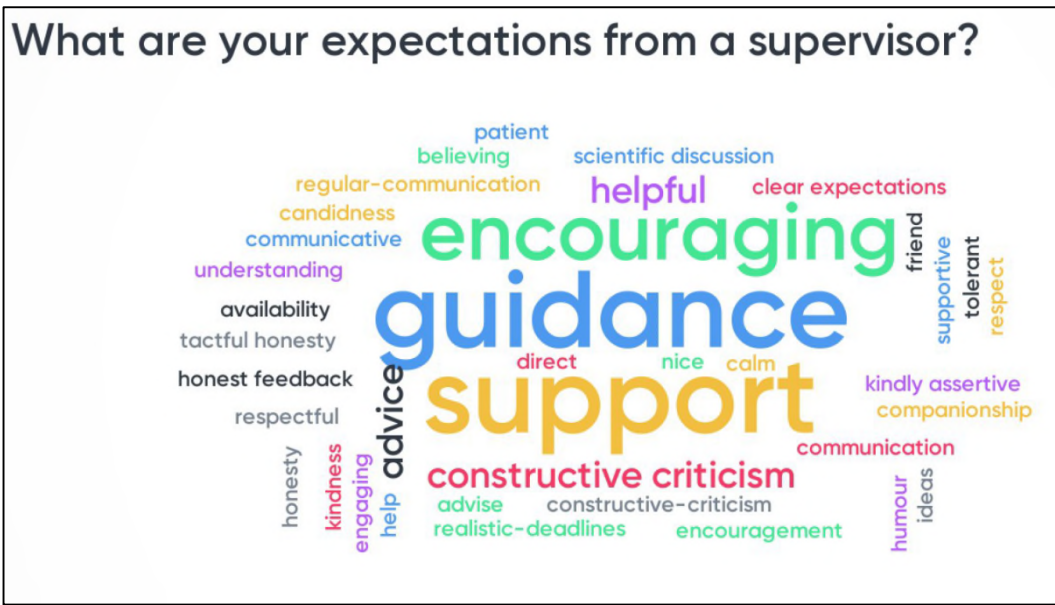 What are your expectations from a supervisor?
patient
believing
scientific discussion
regular-communication
helpful
clear expectations
candidness
encouraging
communicative
friend
supportive
tolerant
respect
understanding
guidance
availability
tactful honesty
direct
nice
calm
honest feedback
advice
support
kindly assertive
respectful
companionship
communication
honesty
kindness
engaging
help
constructive criticism
humour
ideas
advise
constructive-criticism
realistic-deadlines
encouragement